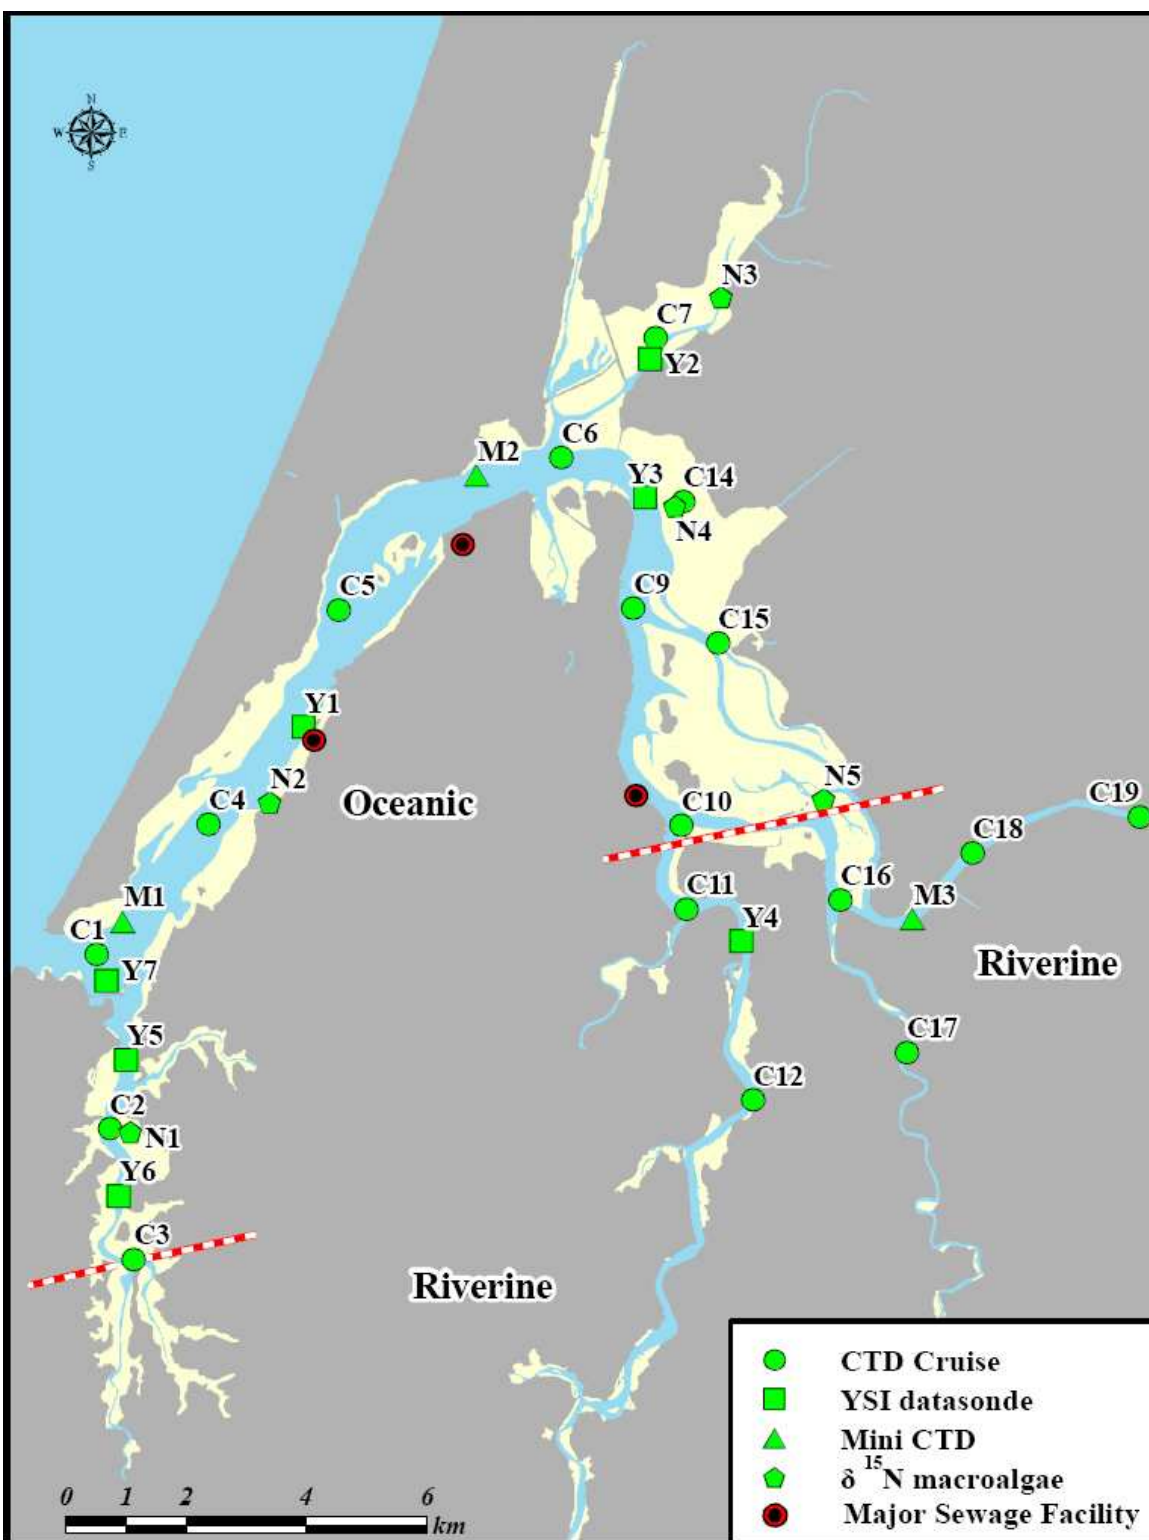 N
W E
S
N3
C7
Y2
C6
M2
Y3
C14
N4
C5
C9
C15
Y1
N2
Oceanic
N5
C4
C10
C19
C18
C16
M3
M1
C11
C1
Y4
Y7
Riverine
Y5
C17
C12
C2
N1
Y6
C3
Riverine
CTD Cruise
YSI datasonde
Mini CTD
δ 15N macroalgae
Major Sewage Facility
0 1 2 4 6
km